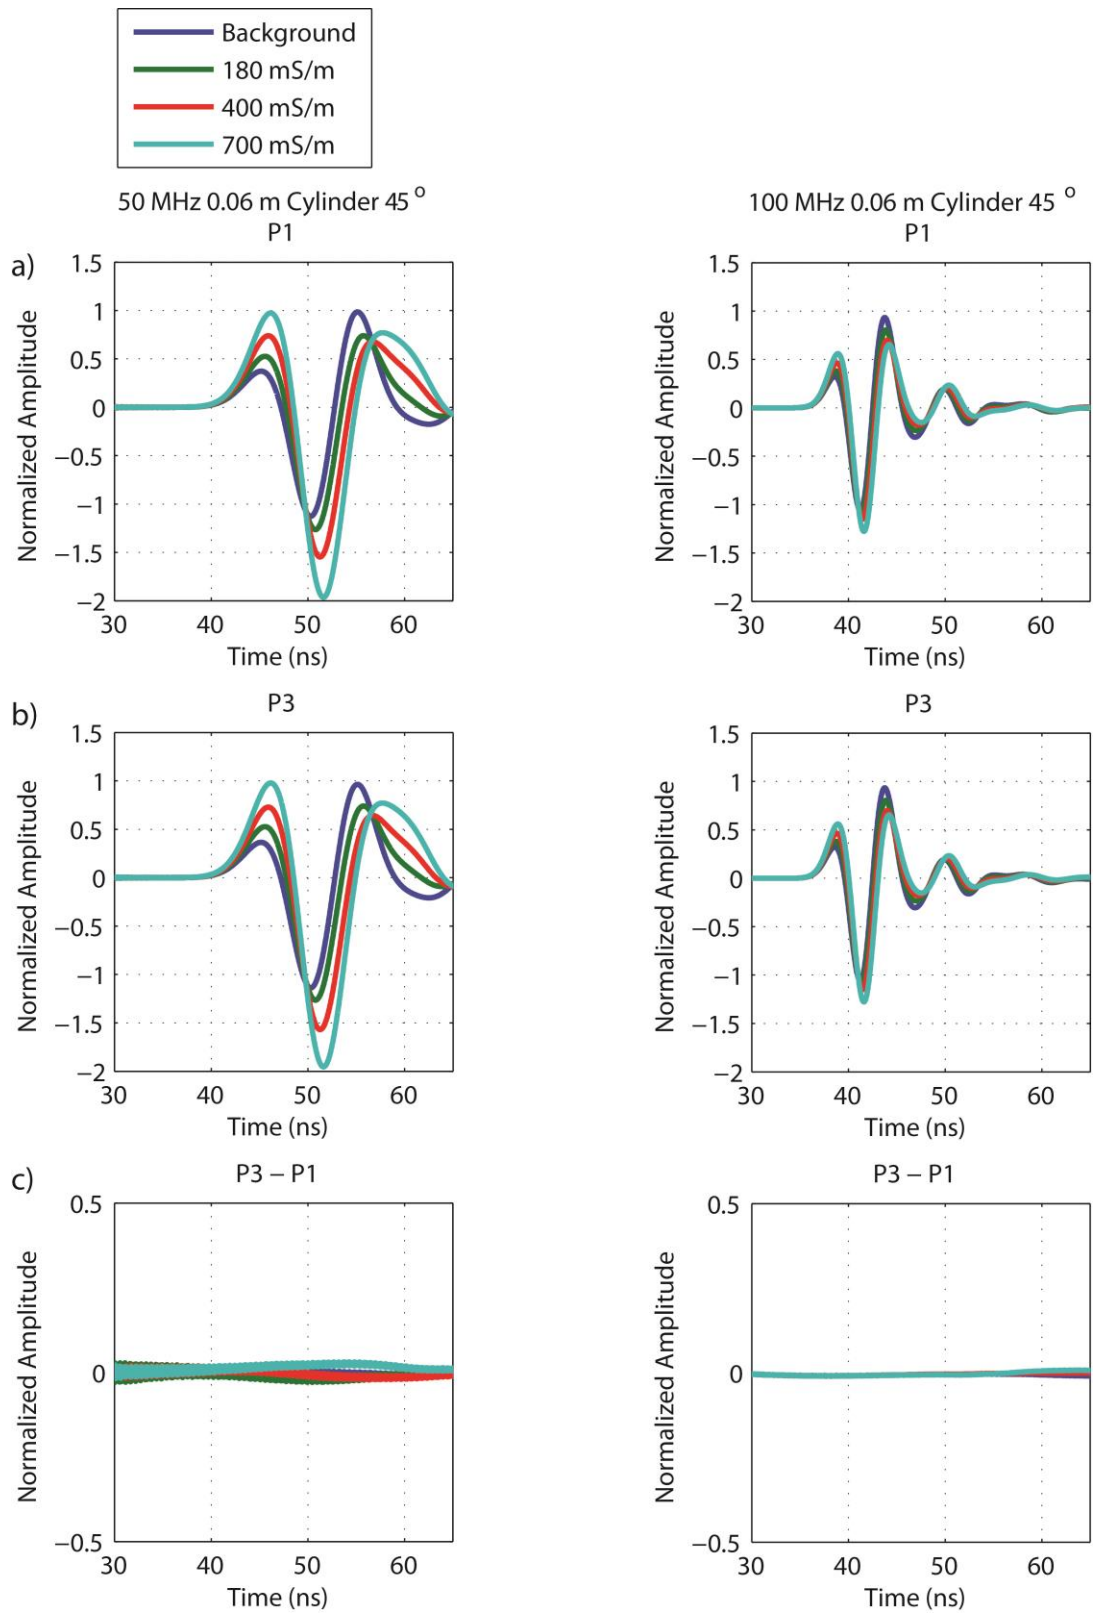 Background
180 mS/m
400 mS/m
700 mS/m
50 MHz 0.06 m Cylinder 45 o
P1
100 MHz 0.06 m Cylinder 45 o
P1
a)
Normalized Amplitude
1.5
1
0.5
0
−0.5
−1
−1.5
−2
30 40 50 60
Time (ns)
Normalized Amplitude
1.5
1
0.5
0
−0.5
−1
−1.5
−2
30 40 50 60
Time (ns)
b)
P3
Normalized Amplitude
1.5
1
0.5
0
−0.5
−1
−1.5
−2
30 40 50 60
Time (ns)
P3
Normalized Amplitude
1.5
1
0.5
0
−0.5
−1
−1.5
−2
30 40 50 60
Time (ns)
c)
P3 − P1
Normalized Amplitude
0.5
0
−0.5
30 40 50 60
Time (ns)
P3 − P1
Normalized Amplitude
0.5
0
−0.5
30 40 50 60
Time (ns)